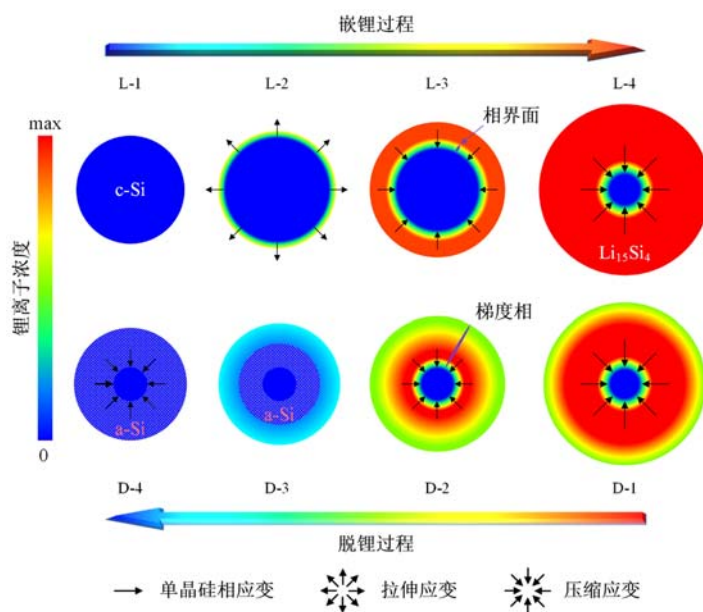 嵌锂过程
L-1 L-2 L-3 L-4
max
相界面
c-Si
Li₁₅Si₄
锂离子浓度
梯度相
a-Si
a-Si
0
D-4 D-3 D-2 D-1
脱锂过程
单晶硅相应变 拉伸应变 压缩应变